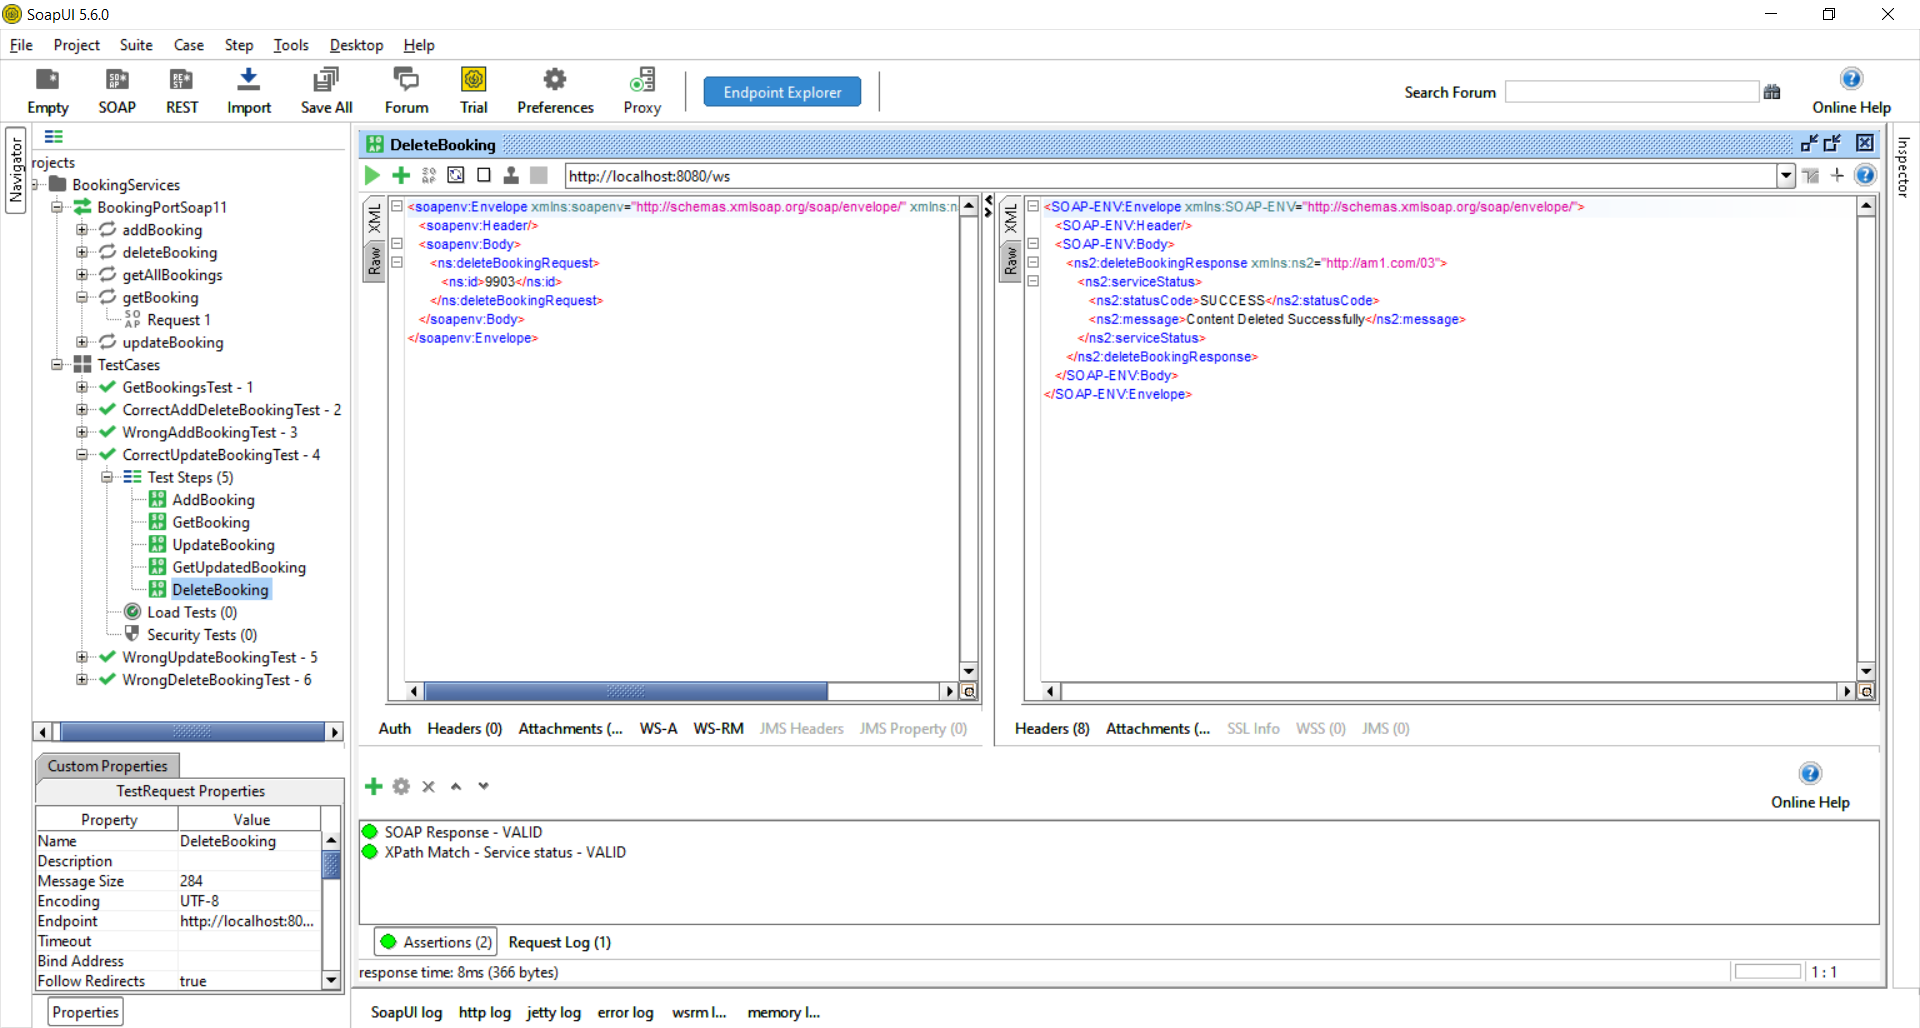 SoapUI 5.6.0
File Project Suite Case Step Tools Desktop Help
Empty SOAP REST Import Save All Forum Trial Preferences Proxy
Endpoint Explorer
Search Forum
Online Help
Navigator
Inspector
rojects
BookingServices
BookingPortSoap11
addBooking
deleteBooking
getAllBookings
getBooking
Request 1
updateBooking
TestCases
GetBookingsTest - 1
CorrectAddDeleteBookingTest - 2
WrongAddBookingTest - 3
CorrectUpdateBookingTest - 4
Test Steps (5)
AddBooking
GetBooking
UpdateBooking
GetUpdatedBooking
DeleteBooking
Load Tests (0)
Security Tests (0)
WrongUpdateBookingTest - 5
WrongDeleteBookingTest - 6
Custom Properties
TestRequest Properties
Property Value
Name DeleteBooking
Description
Message Size 284
Encoding UTF-8
Endpoint http://localhost:80...
Timeout
Bind Address
Follow Redirects true
Properties
DeleteBooking
http://localhost:8080/ws
XML
Raw
<soapenv:Envelope xmlns:soapenv="http://schemas.xmlsoap.org/soap/envelope/" xmlns:n
<soapenv:Header/>
<soapenv:Body>
<ns:deleteBookingRequest>
<ns:id>9903</ns:id>
</ns:deleteBookingRequest>
</soapenv:Body>
</soapenv:Envelope>
Auth Headers (0) Attachments (... WS-A WS-RM JMS Headers JMS Property (0)
XML
Raw
<SOAP-ENV:Envelope xmlns:SOAP-ENV="http://schemas.xmlsoap.org/soap/envelope/">
<SOAP-ENV:Header/>
<SOAP-ENV:Body>
<ns2:deleteBookingResponse xmlns:ns2="http://am1.com/03">
<ns2:serviceStatus>
<ns2:statusCode>SUCCESS</ns2:statusCode>
<ns2:message>Content Deleted Successfully</ns2:message>
</ns2:serviceStatus>
</ns2:deleteBookingResponse>
</SOAP-ENV:Body>
</SOAP-ENV:Envelope>
Headers (8) Attachments (... SSL Info WSS (0) JMS (0)
Online Help
SOAP Response - VALID
XPath Match - Service status - VALID
Assertions (2) Request Log (1)
response time: 8ms (366 bytes)
1 : 1
SoapUI log http log jetty log error log wsrm l... memory l...